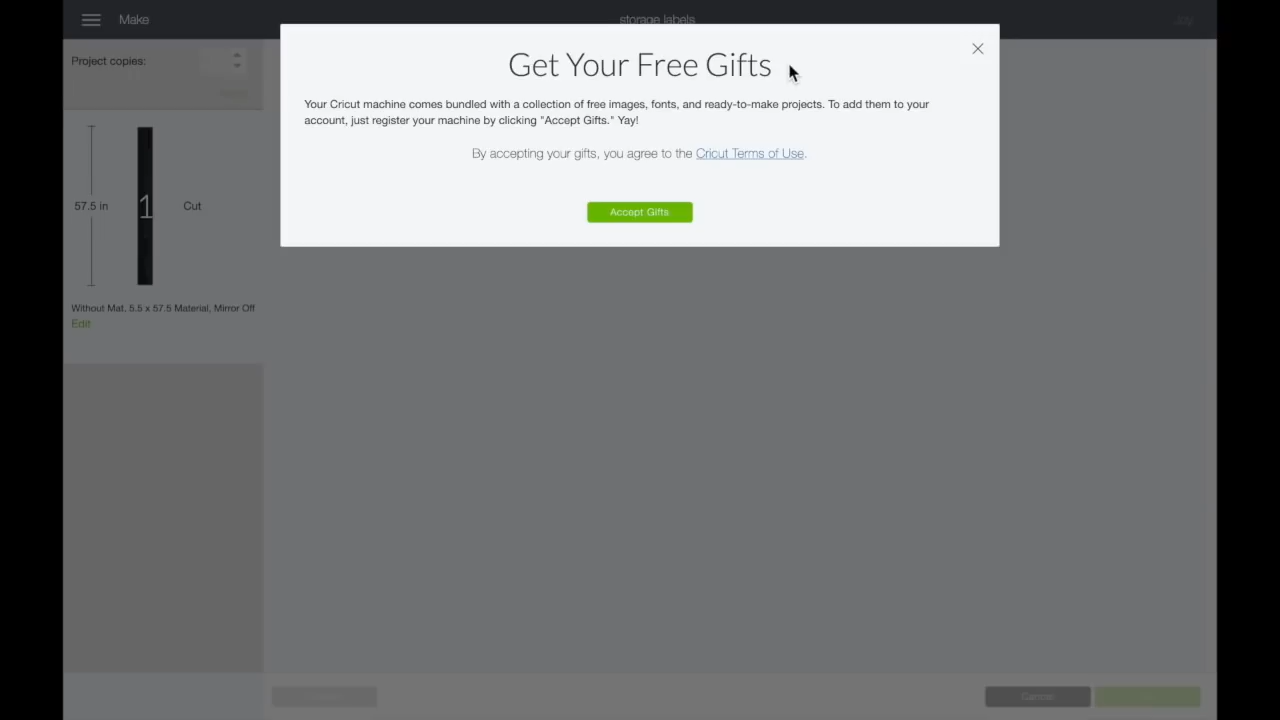 Make
storage labels
Joy
Project copies:
Get Your Free Gifts
Your Cricut machine comes bundled with a collection of free images, fonts, and ready-to-make projects. To add them to your
account, just register your machine by clicking "Accept Gifts." Yay!
By accepting your gifts, you agree to the Cricut Terms of Use.
Accept Gifts
57.5 in
1
Cut
Without Mat, 5.5 x 57.5 Material, Mirror Off
Edit
Cancel